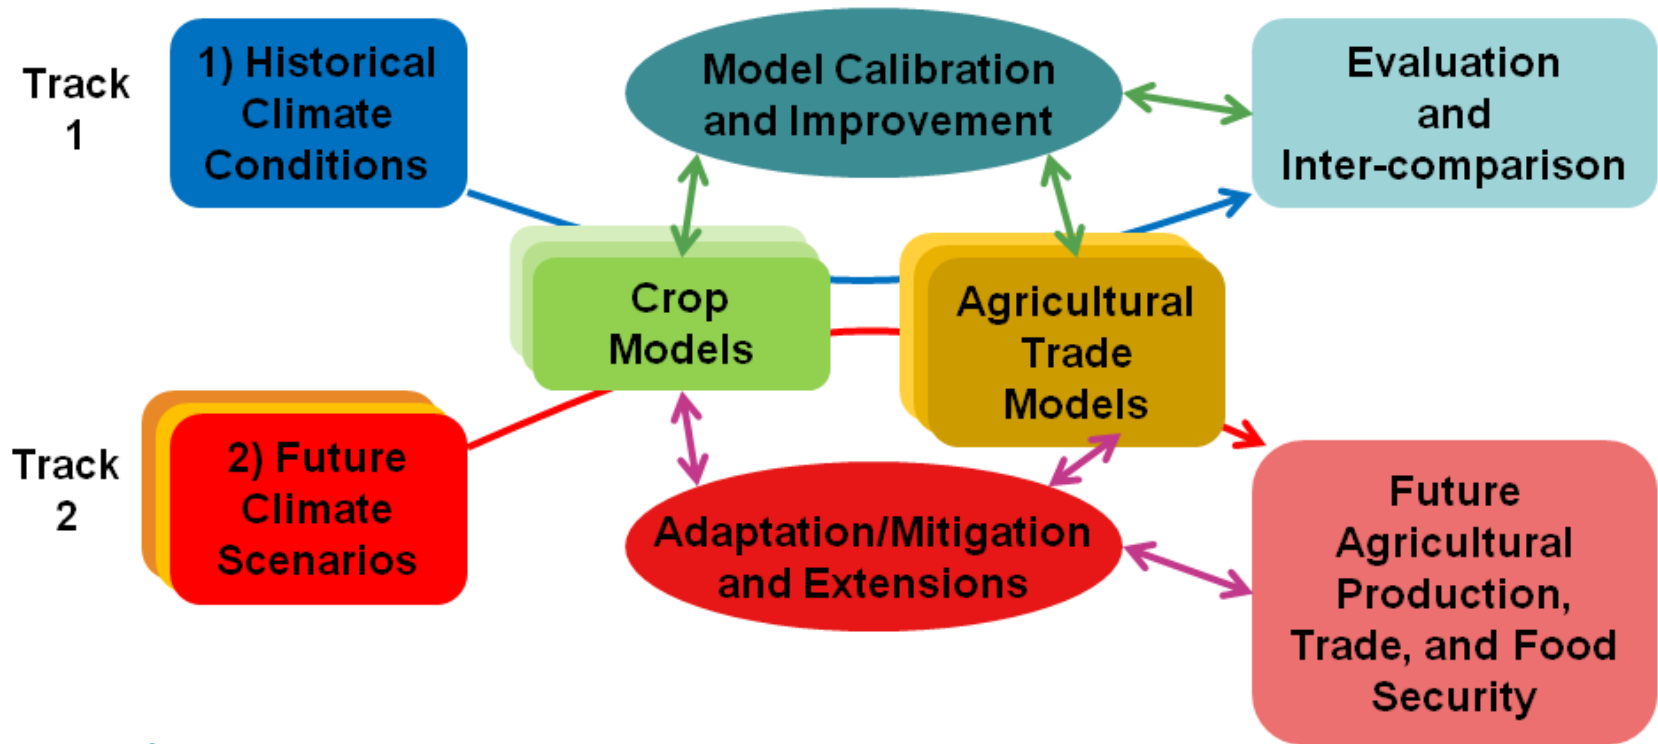 Track
1
1) Historical
Climate
Conditions
Model Calibration
and Improvement
Evaluation
and
Inter-comparison
Crop
Models
Agricultural
Trade
Models
Track
2
2) Future
Climate
Scenarios
Adaptation/Mitigation
and Extensions
Future
Agricultural
Production,
Trade, and Food
Security